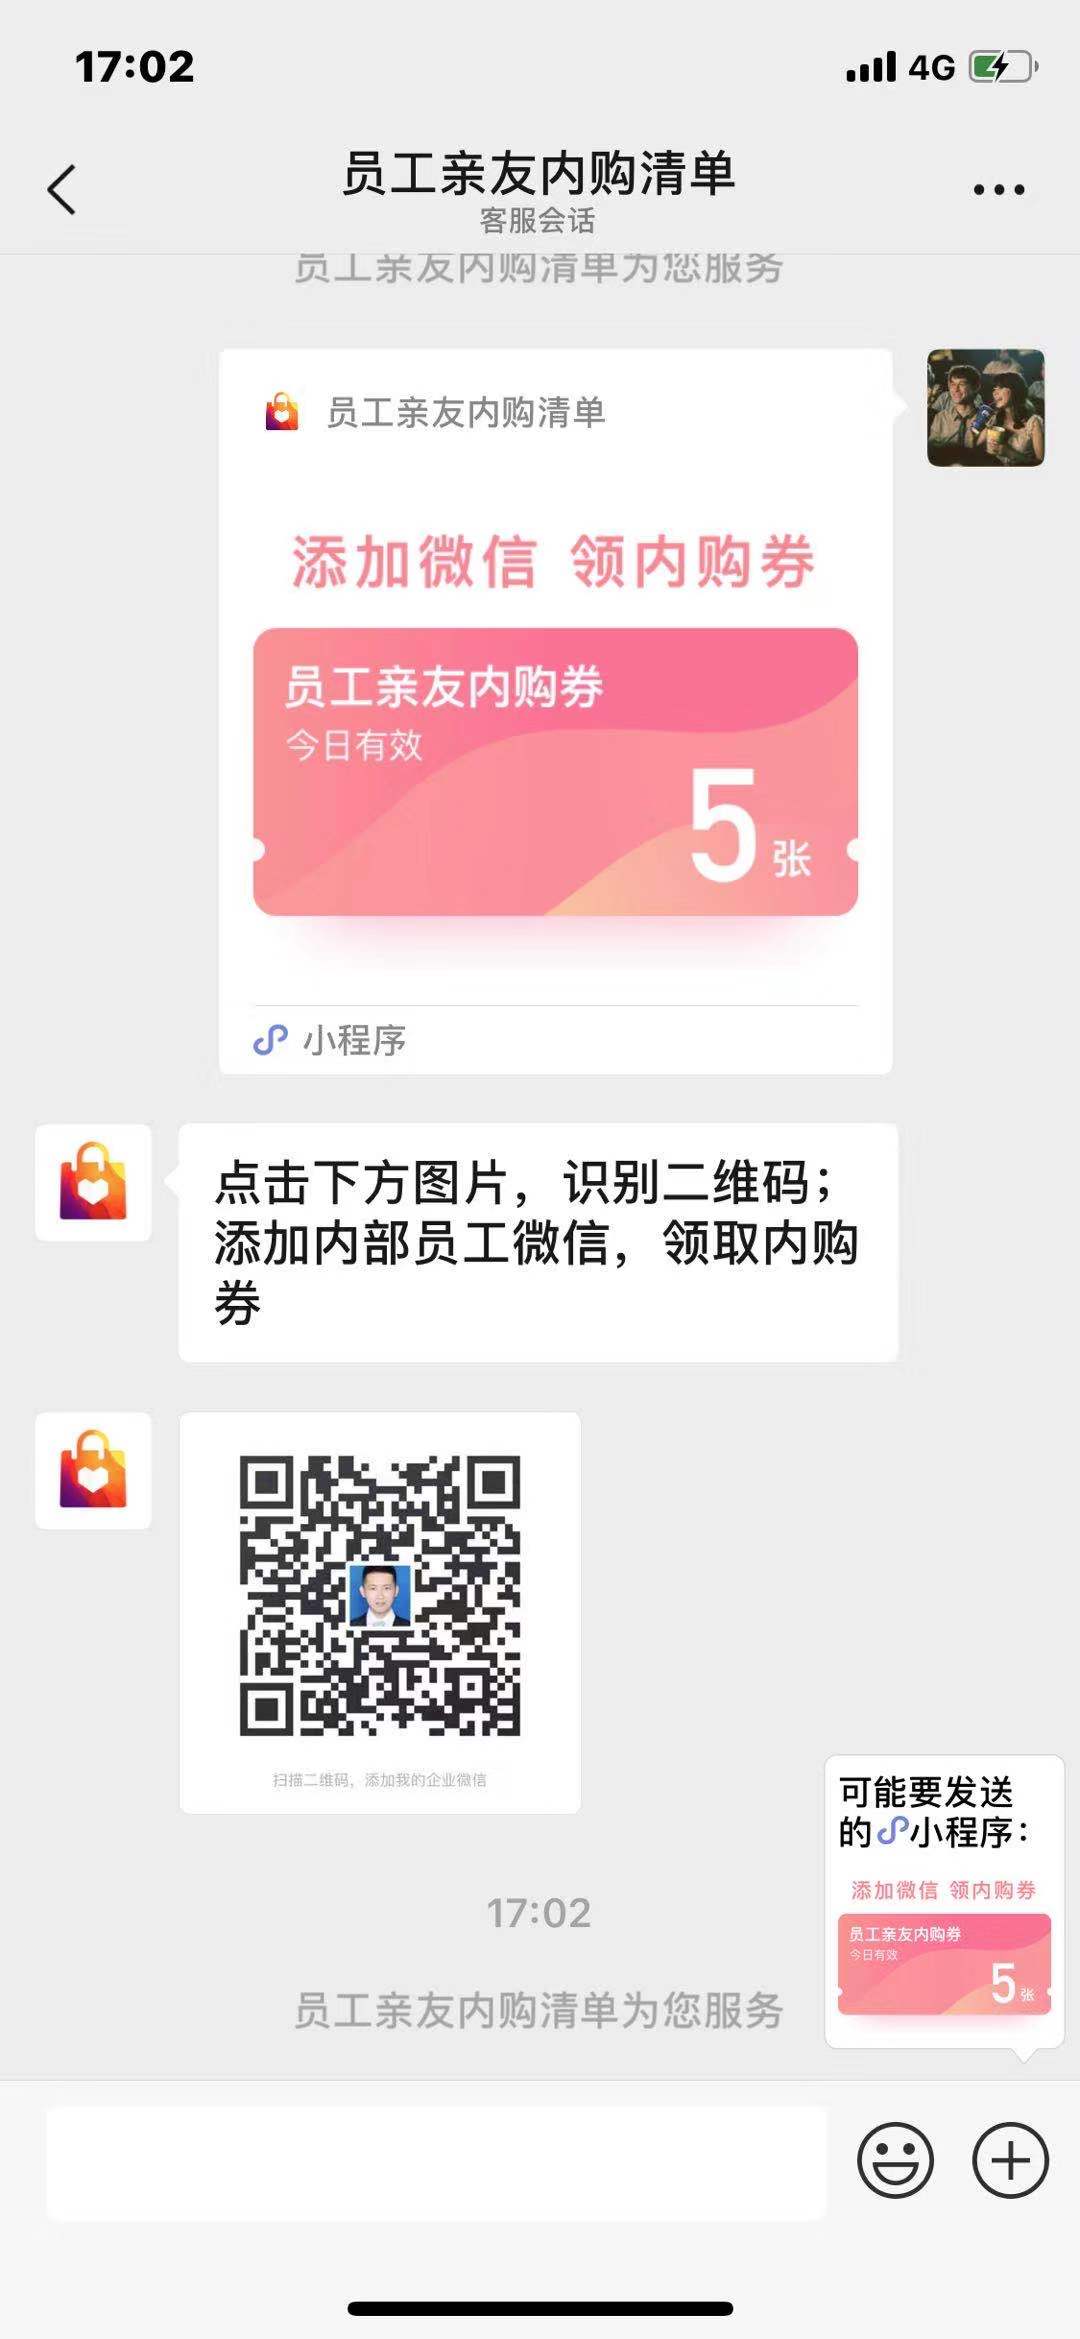 17:02
4G
员工亲友内购清单
客服会话
员工亲友内购清单为您服务
员工亲友内购清单
添加微信 领内购券
员工亲友内购券
今日有效
5张
小程序
点击下方图片，识别二维码；
添加内部员工微信，领取内购
券
扫描二维码，添加我的企业微信
可能要发送
的小程序：
添加微信 领内购券
员工亲友内购券
今日有效
5张
17:02
员工亲友内购清单为您服务